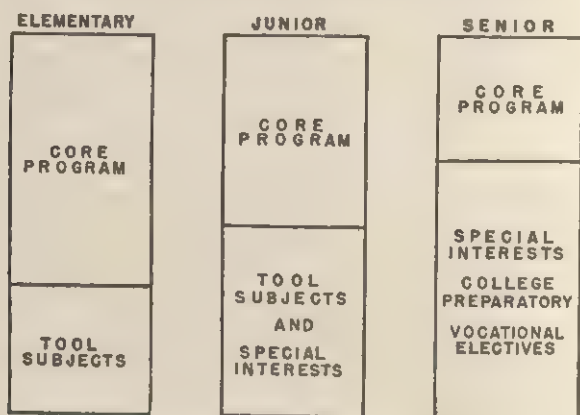 ELEMENTARY
CORE
PROGRAM
TOOL
SUBJECTS
JUNIOR
CORE
PROGRAM
TOOL
SUBJECTS
AND
SPECIAL
INTERESTS
SENIOR
CORE
PROGRAM
SPECIAL
INTERESTS
COLLEGE
PREPARATORY
VOCATIONAL
ELECTIVES